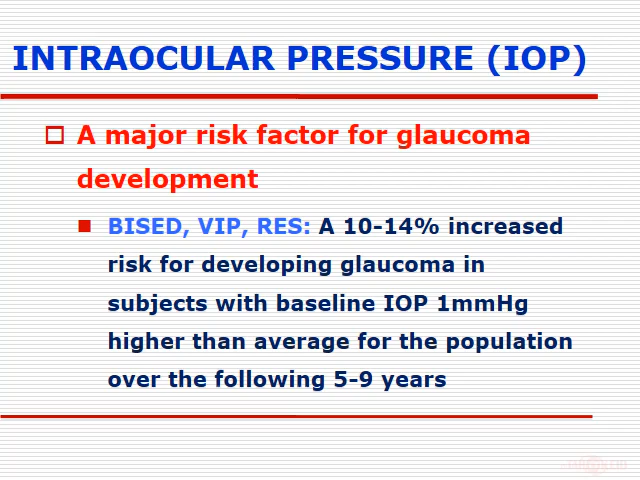 INTRAOCULAR PRESSURE (IOP)
A major risk factor for glaucoma
development
BISED, VIP, RES: A 10-14% increased
risk for developing glaucoma in
subjects with baseline IOP 1mmHg
higher than average for the population
over the following 5-9 years